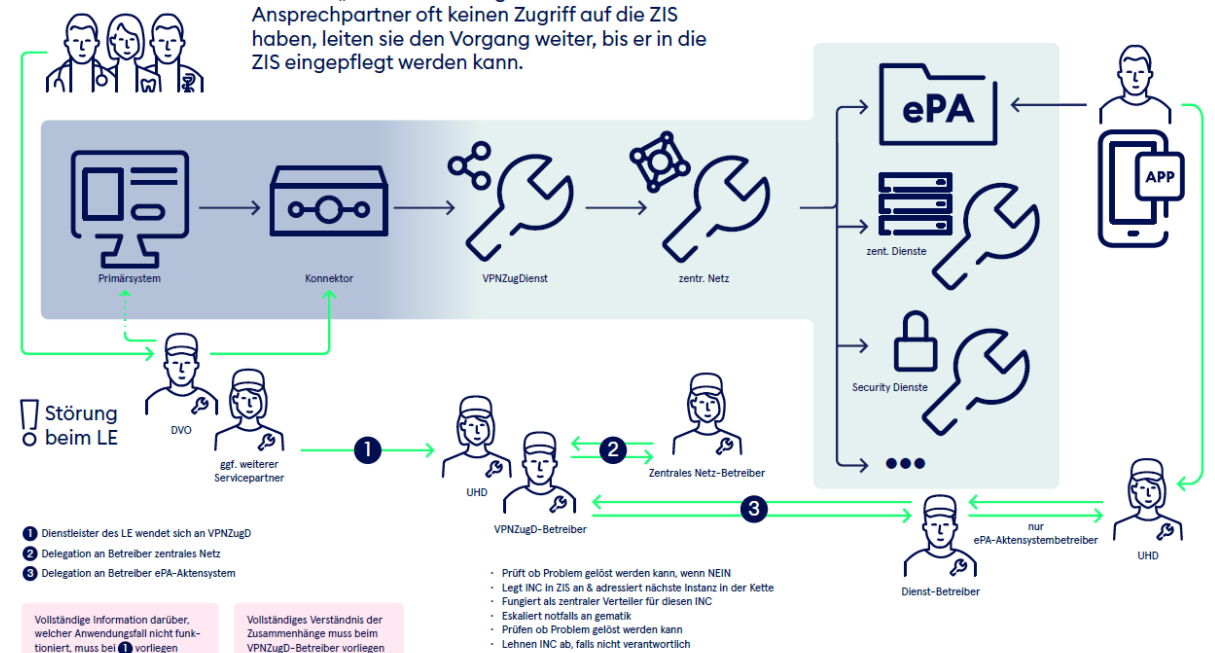 Ansprechpartner oft keinen Zugriff auf die ZIS
haben, leiten sie den Vorgang weiter, bis er in die
ZIS eingepflegt werden kann.
ePA
APP
Primärsystem
Konnektor
VPNZugDienst
zentr. Netz
zent. Dienste
Security Dienste
Störung
beim LE
DVO
ggf. weiterer
Servicepartner
1
UHD
VPNZugD-Betreiber
2
Zentrales Netz-Betreiber
3
nur
ePA-Aktensystembetreiber
UHD
Dienst-Betreiber
1 Dienstleister des LE wendet sich an VPNZugD
2 Delegation an Betreiber zentrales Netz
3 Delegation an Betreiber ePA-Aktensystem
Vollständige Information darüber,
welcher Anwendungsfall nicht funk-
tioniert, muss bei 1 vorliegen
Vollständiges Verständnis der
Zusammenhänge muss beim
VPNZugD-Betreiber vorliegen
· Prüft ob Problem gelöst werden kann, wenn NEIN
· Legt INC in ZIS an & adressiert nächste Instanz in der Kette
· Fungiert als zentraler Verteiler für diesen INC
· Eskaliert notfalls an gematik
· Prüfen ob Problem gelöst werden kann
· Lehnen INC ab, falls nicht verantwortlich